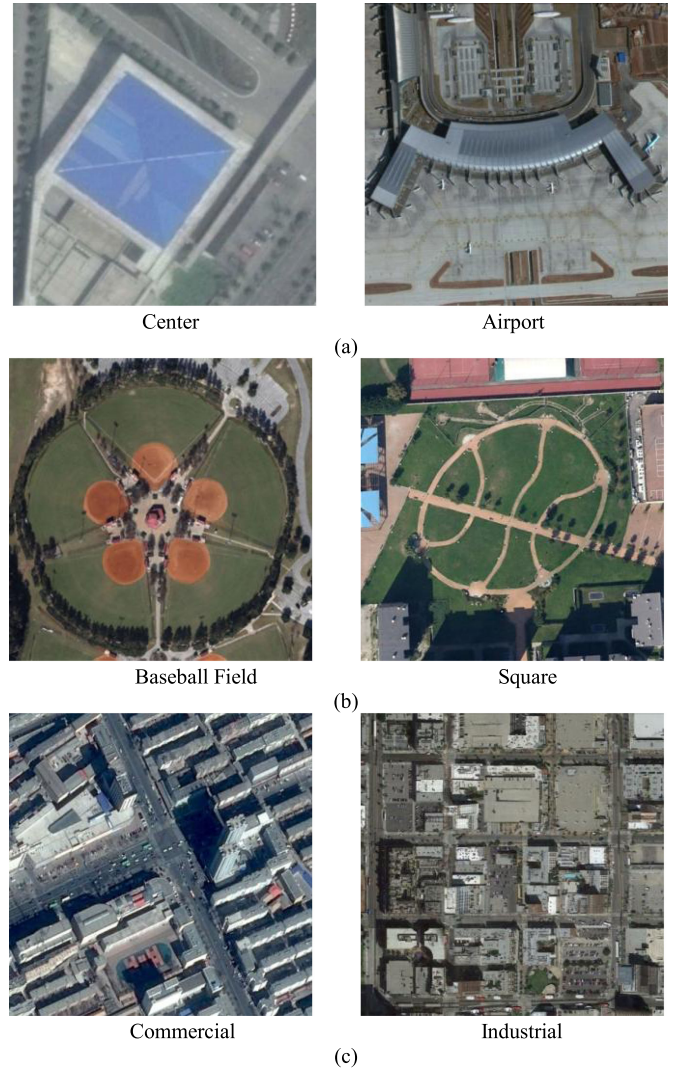 Center
Airport
(a)
Baseball Field
Square
(b)
Commercial
Industrial
(c)